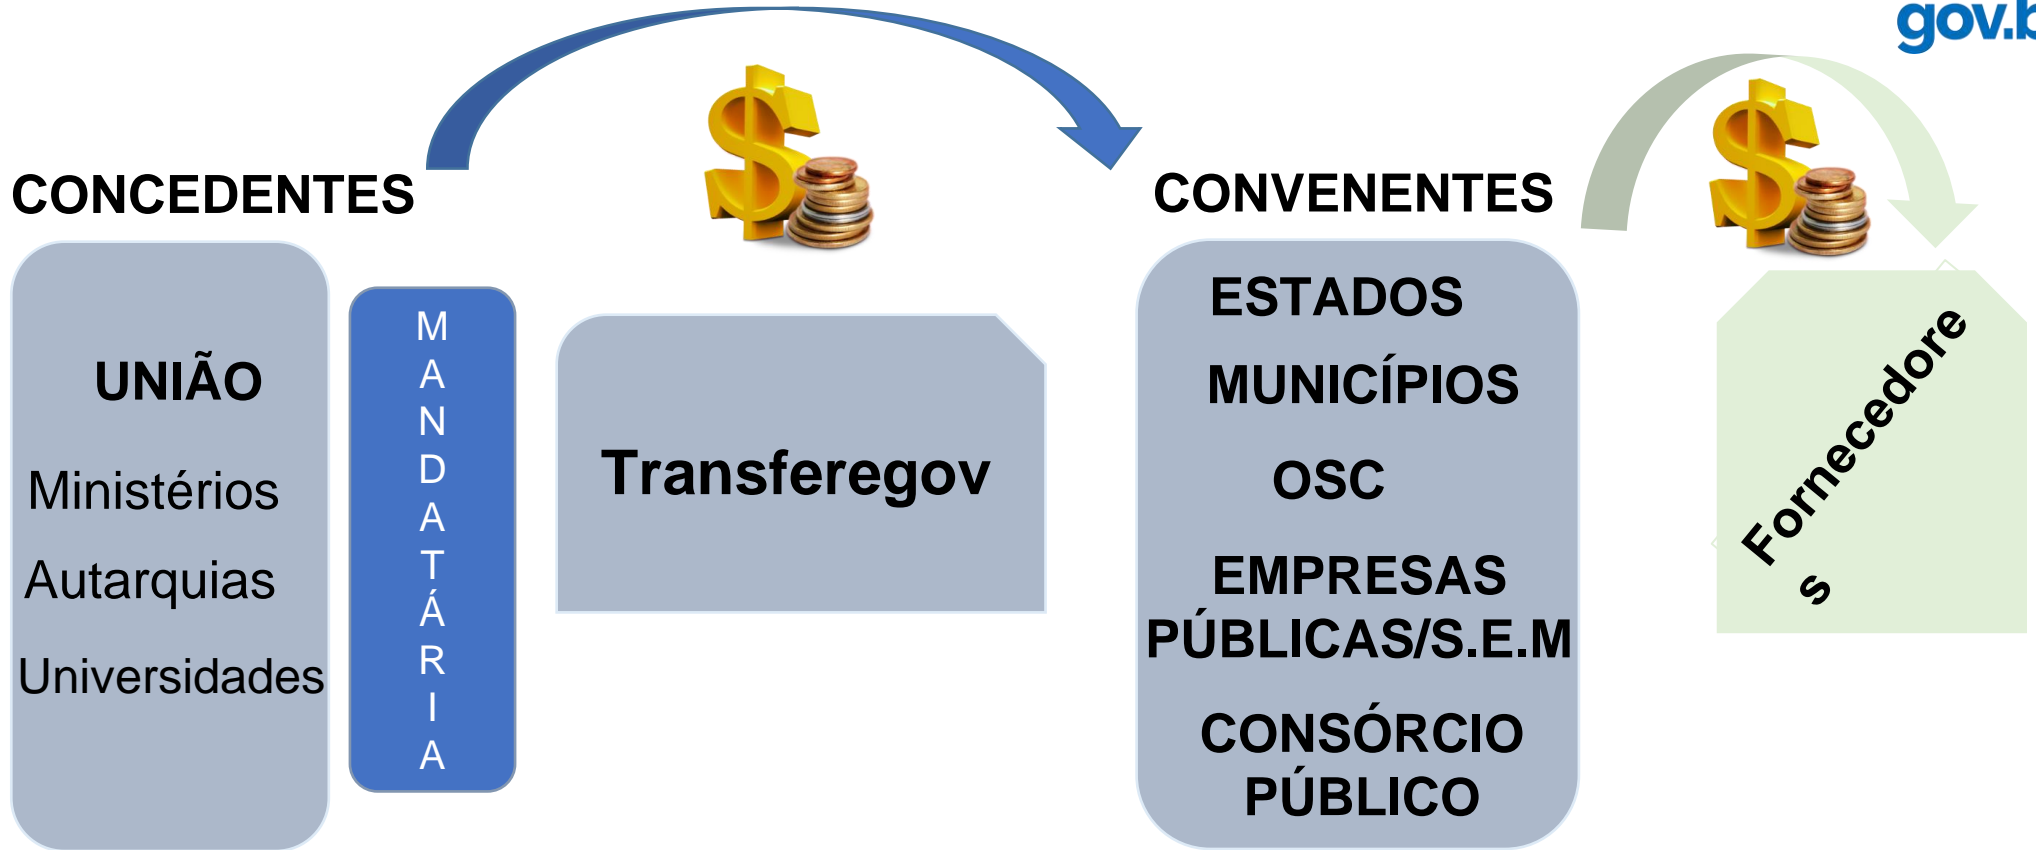 gov.b
CONCEDENTES
UNIÃO
Ministérios
Autarquias
Universidades
M
A
N
D
A
T
Á
R
I
A
Transferegov
CONVENENTES
ESTADOS
MUNICÍPIOS
OSC
EMPRESAS
PÚBLICAS/S.E.M
CONSÓRCIO
PÚBLICO
Fornecedore
s